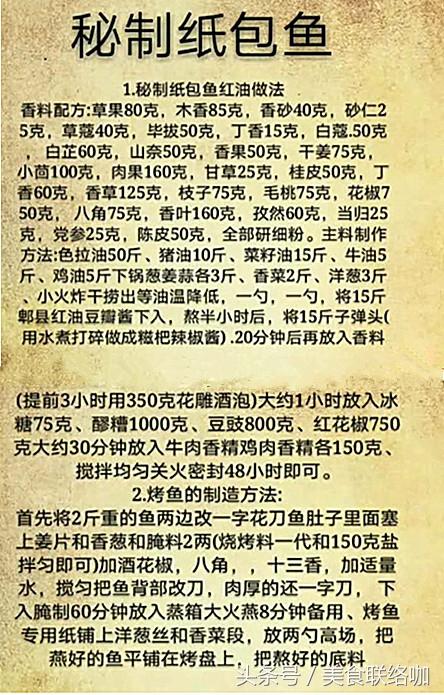 秘制纸包鱼
1.秘制纸包鱼红油做法
香料配方:草果80克，木香85克，香砂40克，砂仁2
5克，草蔻40克，毕拔50克，丁香15克，白蔻.50克
，白芷60克，山奈50克，香果50克，干姜75克，
小茴100克，肉果160克，甘草25克，桂皮50克，丁
香60克，香草125克，枝子75克，毛桃75克，花椒7
50克，八角75克，香叶160克，孜然60克，当归25
克，党参25克，陈皮50克，全部研细粉。主料制作
方法:色拉油50斤、猪油10斤、菜籽油15斤、牛油5
斤、鸡油5斤下锅葱姜蒜各3斤、香菜2斤、洋葱3斤
、小火炸干捞出等油温降低，一勺，一勺，将15斤
郫县红油豆瓣酱下入，熬半小时后，将15斤子弹头(
用水煮打碎做成糍粑辣椒酱).20分钟后再放入香料
(提前3小时用350克花雕酒泡)大约1小时放入冰
糖75克、醪糟1000克、豆豉800克、红花椒750
克大约30分钟放入牛肉香精鸡肉香精各150克、
搅拌均匀关火密封48小时即可。
2.烤鱼的制造方法:
首先将2斤重的鱼两边改一字花刀鱼肚子里面塞
上姜片和香葱和腌料2两(烧烤料一代和150克盐
拌匀即可)加酒花椒，八角，，十三香，加适量
水，搅匀把鱼背部改刀，肉厚的还一字刀，下
入腌制60分钟放入蒸箱大火燕8分钟备用、烤鱼
专用纸铺上洋葱丝和香菜段，放两勺高场，把
燕好的鱼平铺在烤盘上，把熬好的底料
头条号 / 美食联络咖